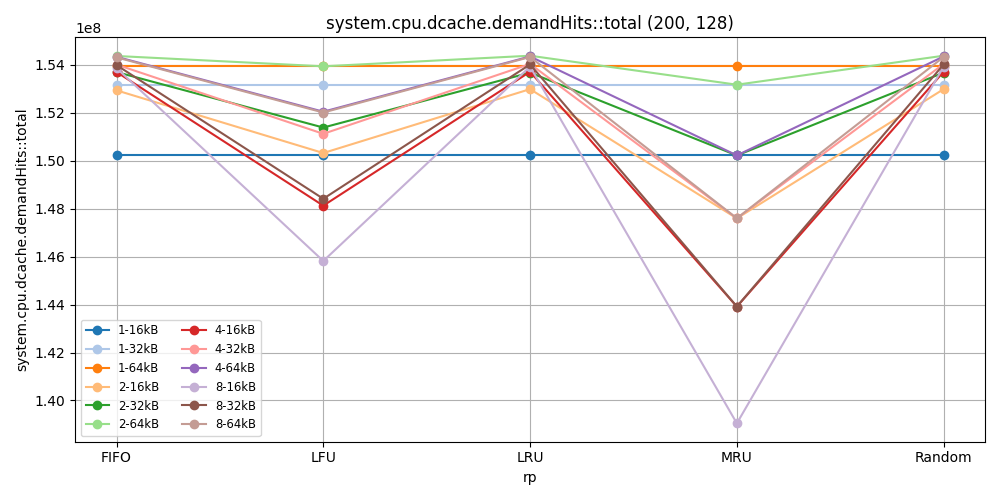 system.cpu.dcache.demandHits::total (200, 128)
1e8
1.54
1.52
1.50
1.48
1.46
1.44
1.42
1.40
system.cpu.dcache.demandHits::total
1-16kB
1-32kB
1-64kB
2-16kB
2-32kB
2-64kB
4-16kB
4-32kB
4-64kB
8-16kB
8-32kB
8-64kB
FIFO LFU LRU MRU Random
rp